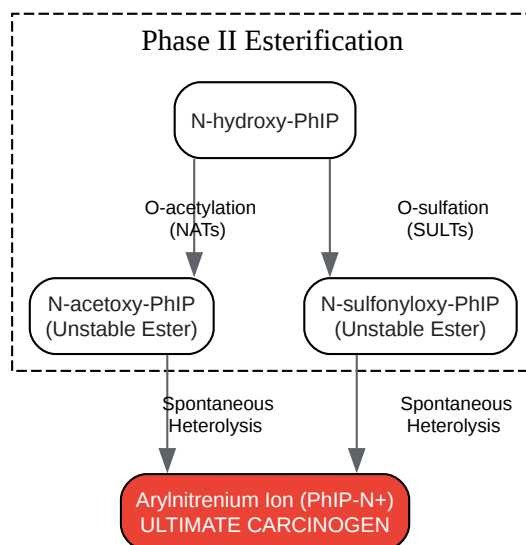 Phase II Esterification
N-hydroxy-PhIP
O-acetylation
(NATs)
O-sulfation
(SULTs)
N-acetoxy-PhIP
(Unstable Ester)
N-sulfonyloxy-PhIP
(Unstable Ester)
Spontaneous
Heterolysis
Spontaneous
Heterolysis
Arylnitrenium Ion (PhIP-N+)
ULTIMATE CARCINOGEN